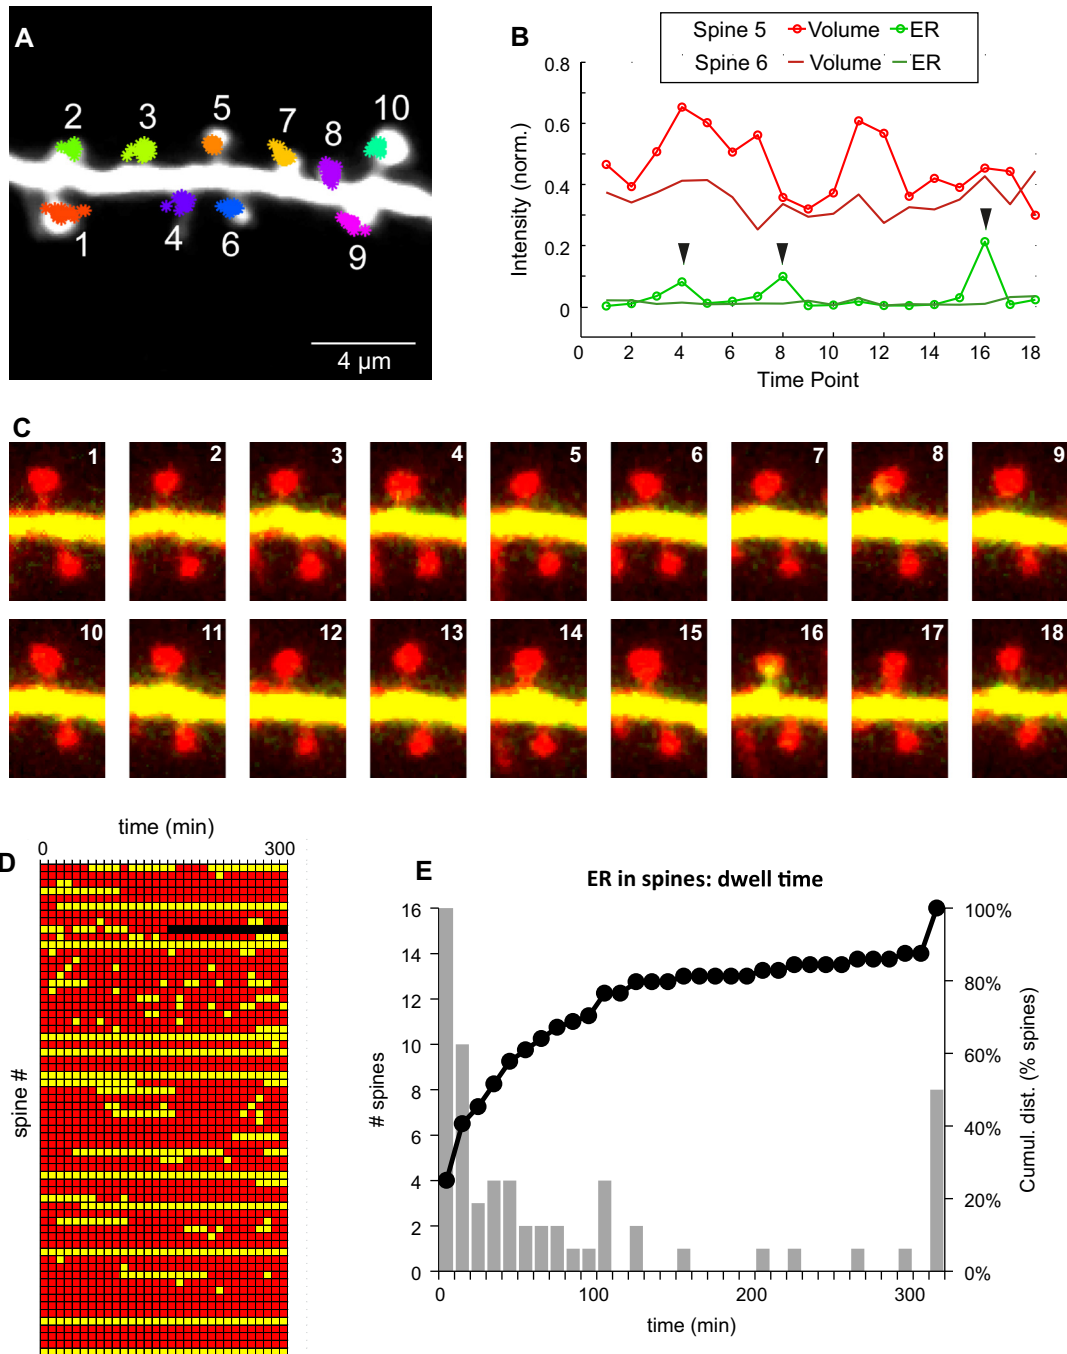 A
2
3
5
7
8
10
1
4
6
9
4 µm
B
Spine 5 Volume ER
Spine 6 Volume ER
Intensity (norm.)
0.8
0.6
0.4
0.2
0
0 2 4 6 8 10 12 14 16 18
Time Point
C
1 2 3 4 5 6 7 8 9
10 11 12 13 14 15 16 17 18
D
time (min)
0 300
spine #
E
ER in spines: dwell time
# spines
16
14
12
10
8
6
4
2
0
100%
80%
60%
40%
20%
0%
Cumul. dist. (% spines)
0 100 200 300
time (min)